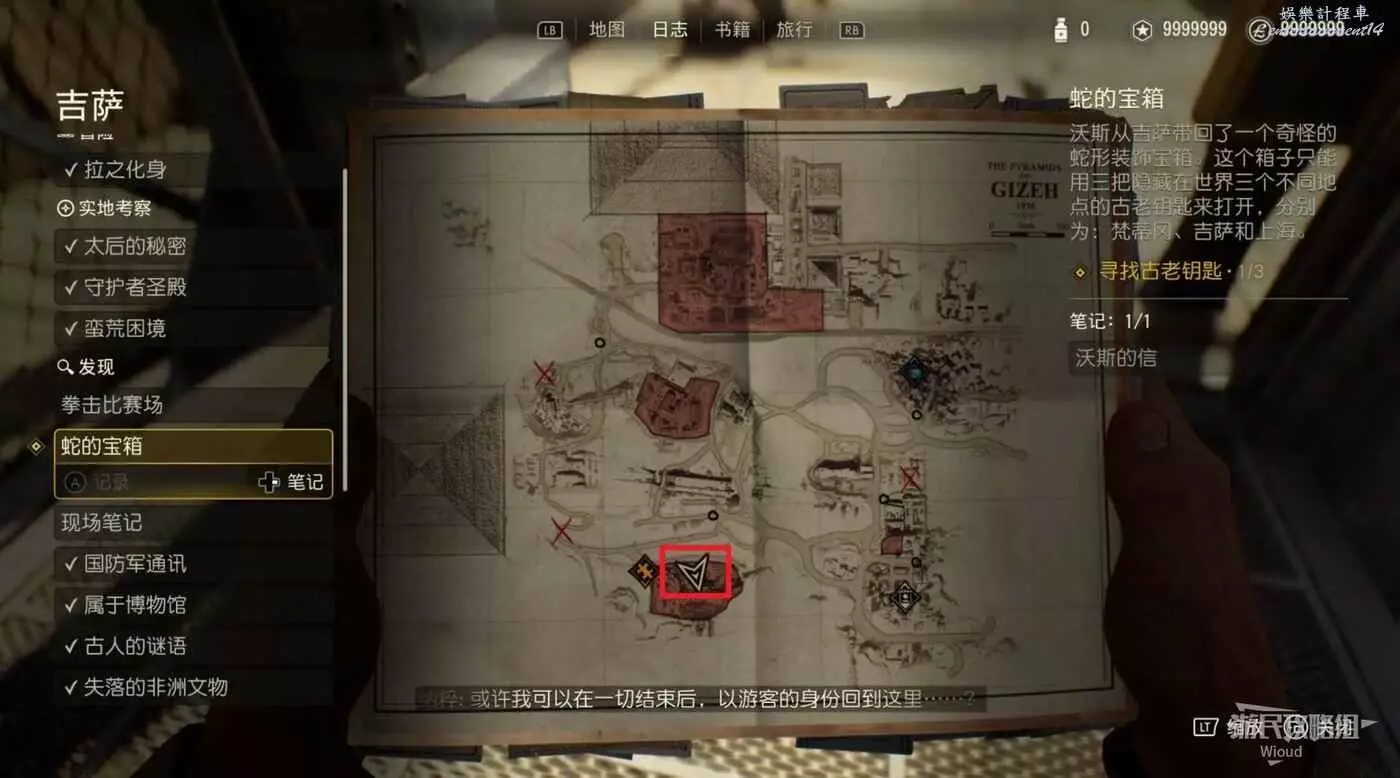 LB 地图 日志 书籍 旅行 RB
0 9999999
娛樂計程車
吉萨
✓ 拉之化身
实地考察
✓ 太后的秘密
✓ 守护者圣殿
✓ 蛮荒困境
发现
拳击比赛场
蛇的宝箱
A 记录 笔记
现场笔记
✓ 国防军通讯
✓ 属于博物馆
✓ 古人的谜语
✓ 失落的非洲文物
THE PYRAMIDS
GIZEH
蛇的宝箱
沃斯从吉萨带回了一个奇怪的
蛇形装饰宝箱。这个箱子只能
用三把隐藏在世界三个不同地
点的古老钥匙来打开，分别
为：梵蒂冈、吉萨和上海。
寻找古老钥匙·1/3
笔记：1/1
沃斯的信
或许我可以在一切结束后，以游客的身份回到这里……？
LT 缩放 关闭
Wioud